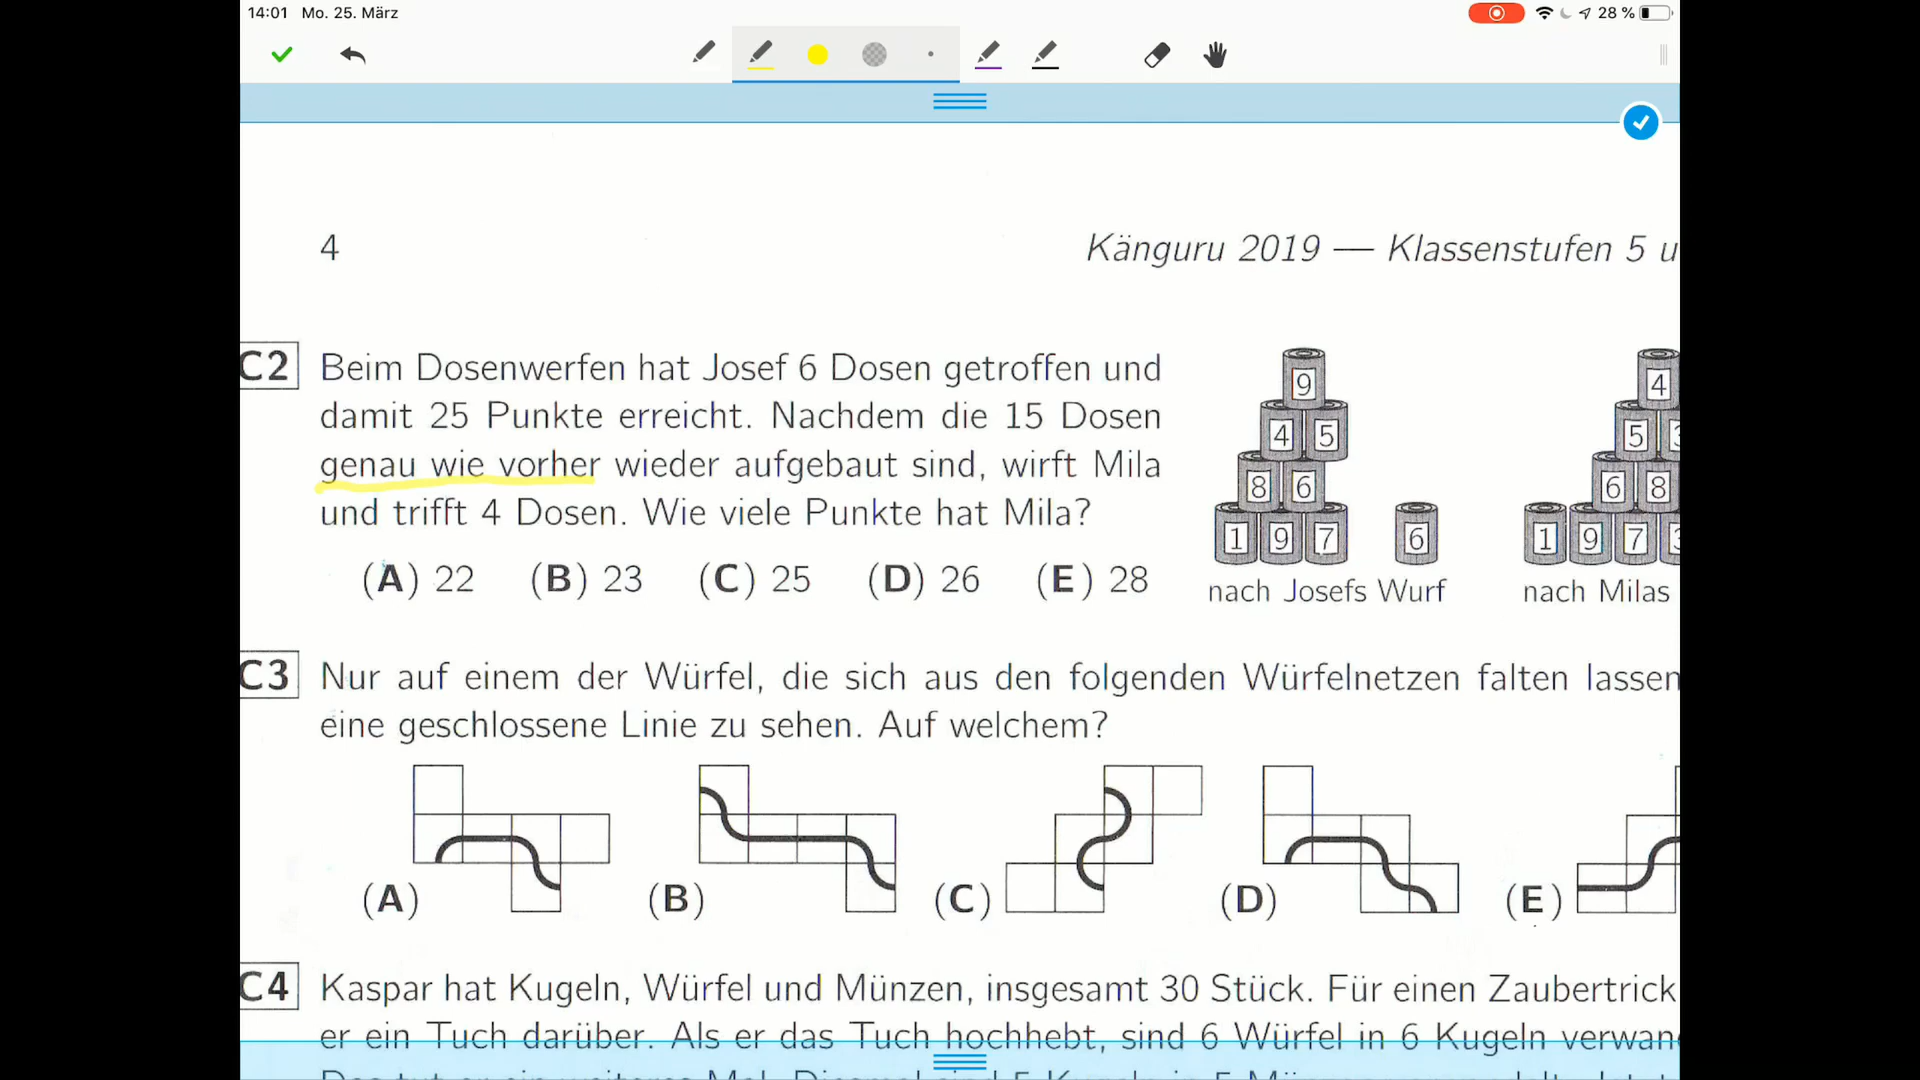 14:01 Mo. 25. März
28 %
4
Känguru 2019 — Klassenstufen 5 u
C2 Beim Dosenwerfen hat Josef 6 Dosen getroffen und
damit 25 Punkte erreicht. Nachdem die 15 Dosen
genau wie vorher wieder aufgebaut sind, wirft Mila
und trifft 4 Dosen. Wie viele Punkte hat Mila?
(A) 22 (B) 23 (C) 25 (D) 26 (E) 28
9
4 5
8 6
1 9 7 6
nach Josefs Wurf
4
5 3
6 8
1 9 7 3
nach Milas
C3 Nur auf einem der Würfel, die sich aus den folgenden Würfelnetzen falten lassen
eine geschlossene Linie zu sehen. Auf welchem?
(A) (B) (C) (D) (E)
C4 Kaspar hat Kugeln, Würfel und Münzen, insgesamt 30 Stück. Für einen Zaubertrick
er ein Tuch darüber. Als er das Tuch hochhebt, sind 6 Würfel in 6 Kugeln verwan